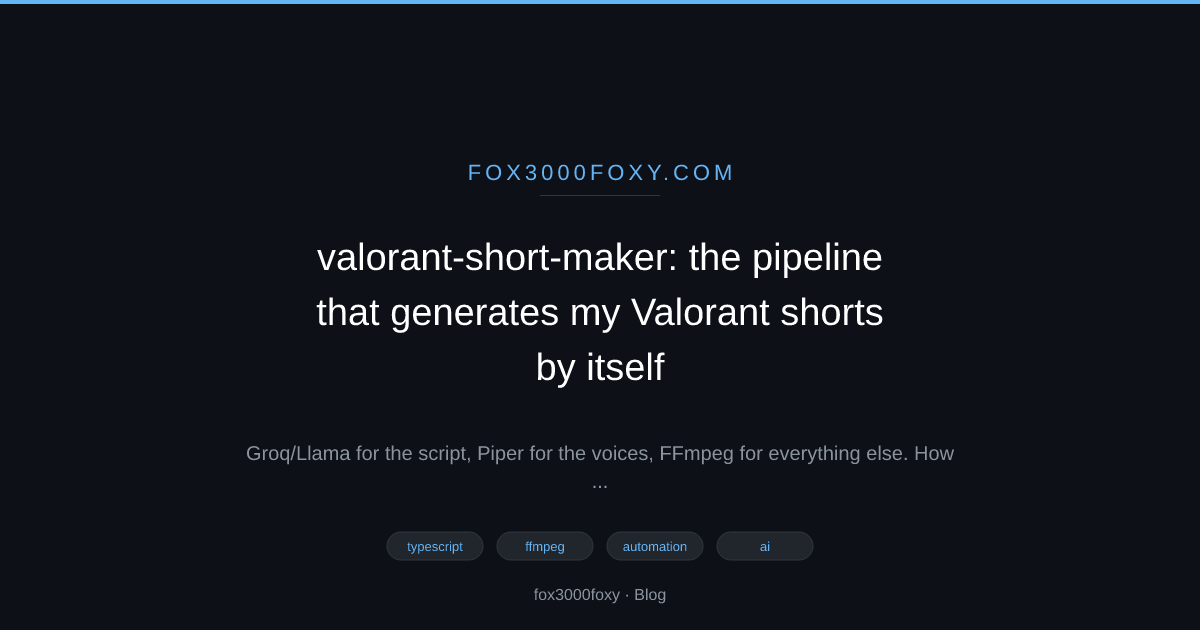 FOX3000FOXY.COM
valorant-short-maker: the pipeline
that generates my Valorant shorts
by itself
Groq/Llama for the script, Piper for the voices, FFmpeg for everything else. How
...
typescript ffmpeg automation ai
fox3000foxy · Blog